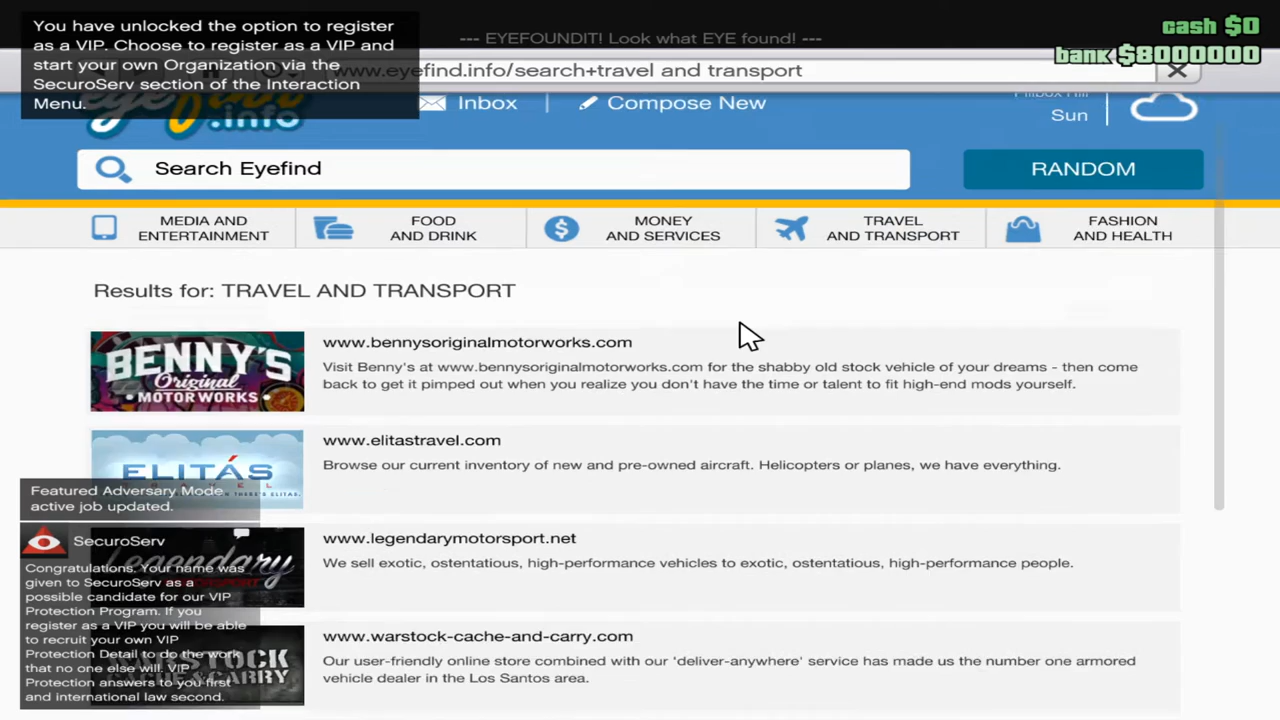 You have unlocked the option to register
as a VIP. Choose to register as a VIP and
start your own Organization via the
SecuroServ section of the Interaction
Menu.
--- EYEFOUNDIT! Look what EYE found! ---
cash $0
bank $8000000
www.eyefind.info/search+travel and transport
.info
Inbox
Compose New
Sun
Search Eyefind
RANDOM
MEDIA AND
ENTERTAINMENT
FOOD
AND DRINK
MONEY
AND SERVICES
TRAVEL
AND TRANSPORT
FASHION
AND HEALTH
Results for: TRAVEL AND TRANSPORT
BENNY'S
Original
• MOTORWORKS •
www.bennysoriginalmotorworks.com
Visit Benny's at www.bennysoriginalmotorworks.com for the shabby old stock vehicle of your dreams - then come
back to get it pimped out when you realize you don't have the time or talent to fit high-end mods yourself.
ELITÁS
www.elitastravel.com
Browse our current inventory of new and pre-owned aircraft. Helicopters or planes, we have everything.
Featured Adversary Mode
active job updated.
Legendary
www.legendarymotorsport.net
We sell exotic, ostentatious, high-performance vehicles to exotic, ostentatious, high-performance people.
SecuroServ
Congratulations. Your name was
given to SecuroServ as a
possible candidate for our VIP
Protection Program. If you
register as a VIP you will be able
to recruit your own VIP
Protection Detail to do the work
that no one else will. VIP
Protection answers to you first
and international law second.
CACHE & CARRY
www.warstock-cache-and-carry.com
Our user-friendly online store combined with our 'deliver-anywhere' service has made us the number one armored
vehicle dealer in the Los Santos area.